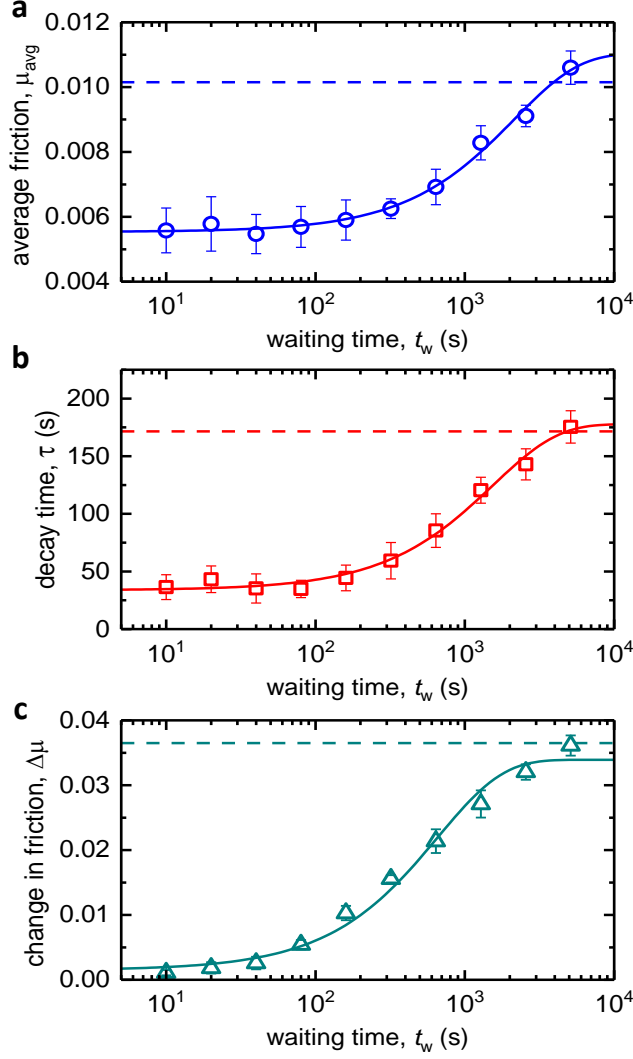 a
0.012
0.010
0.008
0.006
0.004
average friction, μavg
10¹ 10² 10³ 10⁴
waiting time, tw (s)
b
200
150
100
50
0
decay time, τ (s)
10¹ 10² 10³ 10⁴
waiting time, tw (s)
c
0.04
0.03
0.02
0.01
0.00
change in friction, Δμ
10¹ 10² 10³ 10⁴
waiting time, tw (s)